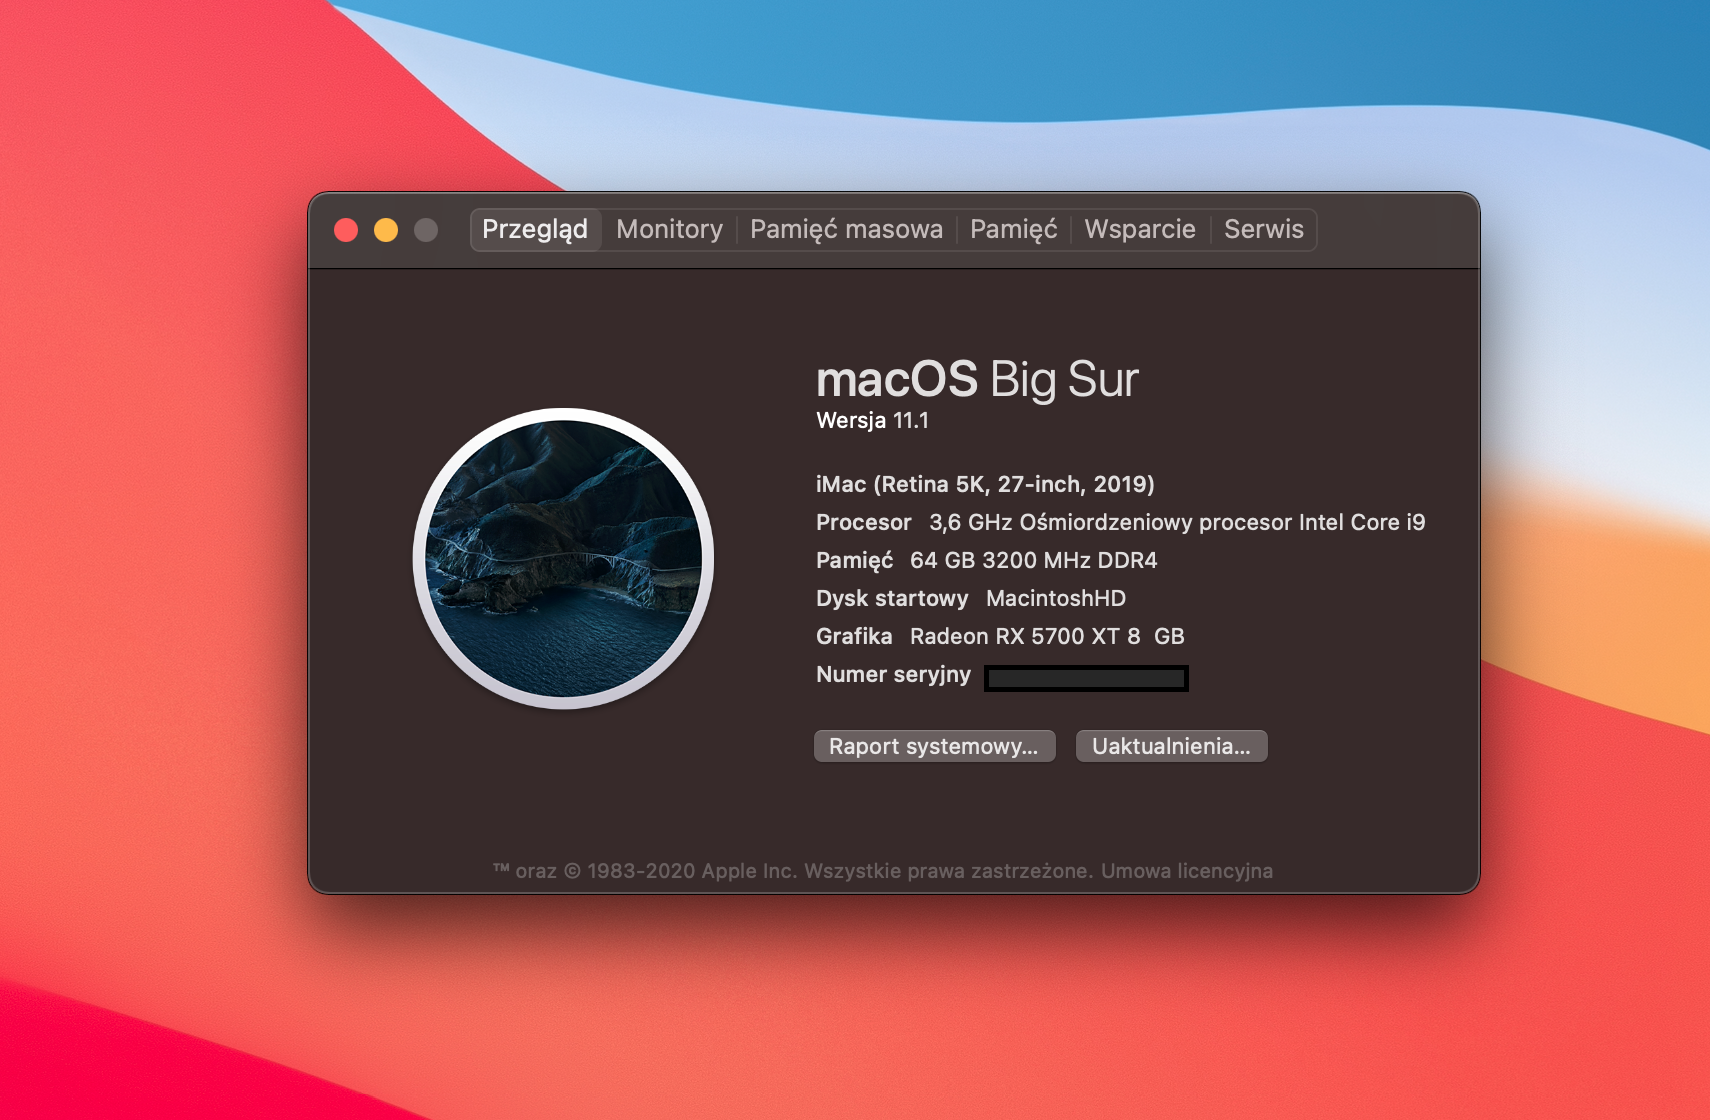 Przegląd Monitory Pamięć masowa Pamięć Wsparcie Serwis
macOS Big Sur
Wersja 11.1
iMac (Retina 5K, 27-inch, 2019)
Procesor 3,6 GHz Ośmiordzeniowy procesor Intel Core i9
Pamięć 64 GB 3200 MHz DDR4
Dysk startowy MacintoshHD
Grafika Radeon RX 5700 XT 8 GB
Numer seryjny
Raport systemowy... Uaktualnienia...
™ oraz © 1983-2020 Apple Inc. Wszystkie prawa zastrzeżone. Umowa licencyjna